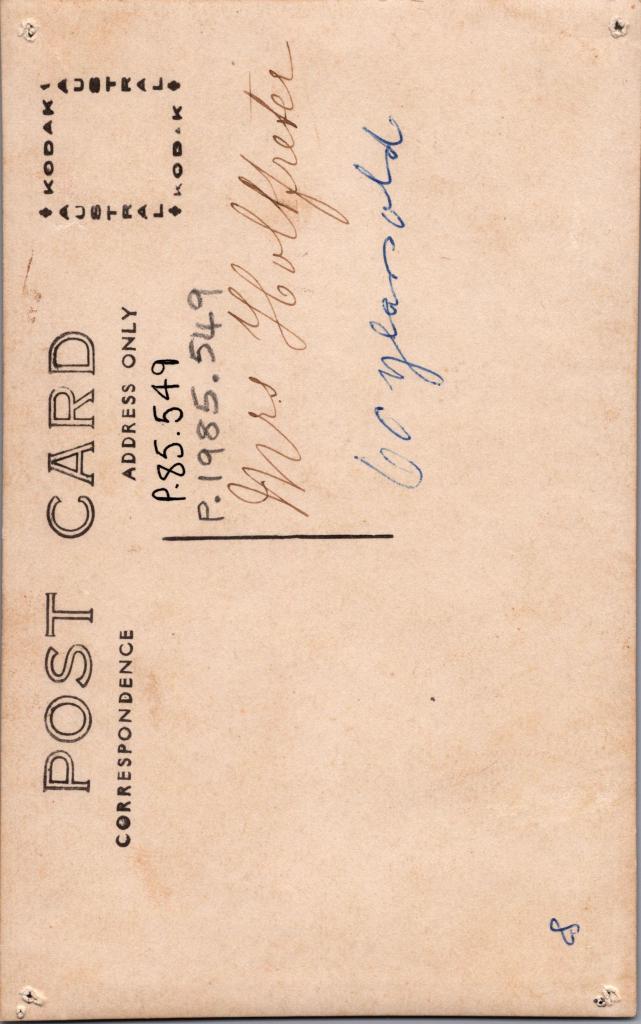 POST CARD
KODAK AUSTRAL KODAK AUSTRAL
CORRESPONDENCE
ADDRESS ONLY
P.85.549
P.1985.549
Mrs Holtfreter
60 years old
8